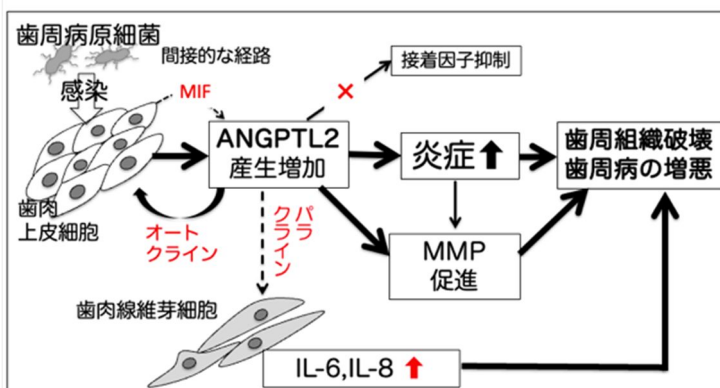 歯周病原細菌
間接的な経路
接着因子抑制
感染
MIF
×
ANGPTL2
産生増加
炎症⬆
歯周組織破壊
歯周病の増悪
歯肉
上皮細胞
オート
クライン
パラ
クライン
MMP
促進
歯肉線維芽細胞
IL-6,IL-8 ⬆